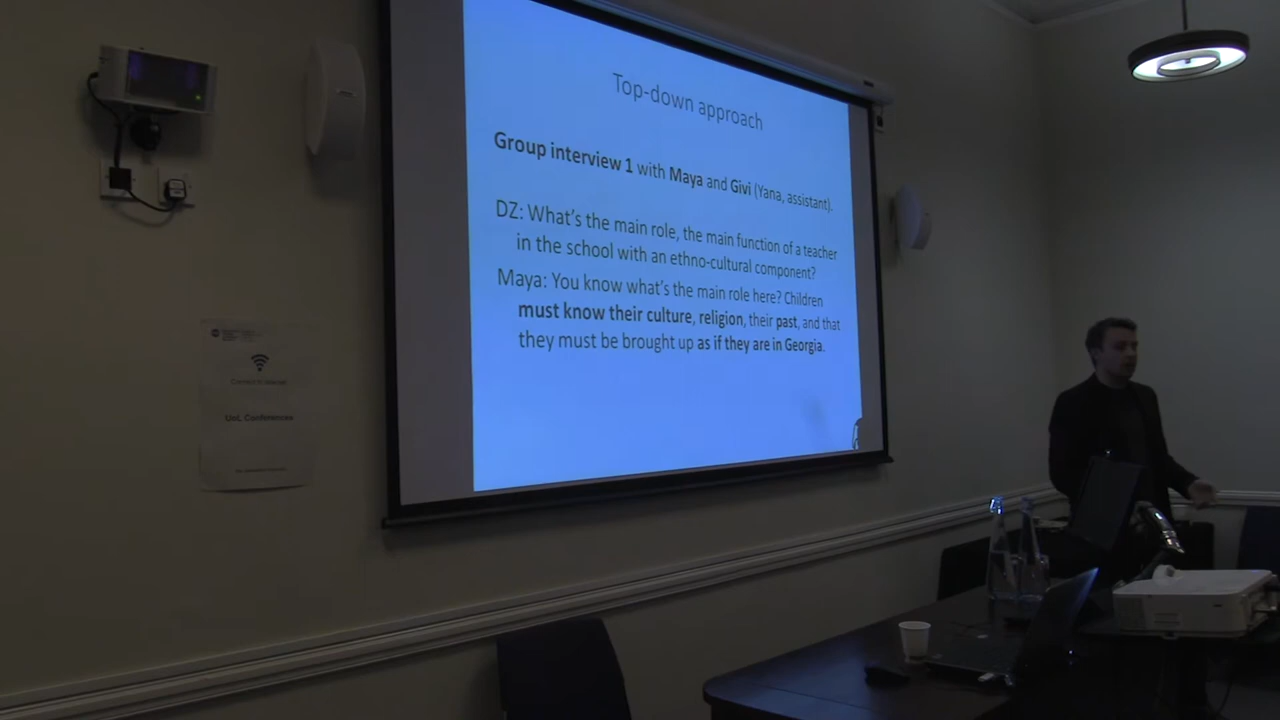 Top-down approach
Group interview 1 with Maya and Givi (Yana, assistant).
DZ: What's the main role, the main function of a teacher
in the school with an ethno-cultural component?
Maya: You know what's the main role here? Children
must know their culture, religion, their past, and that
they must be brought up as if they are in Georgia.
UoL Conferences